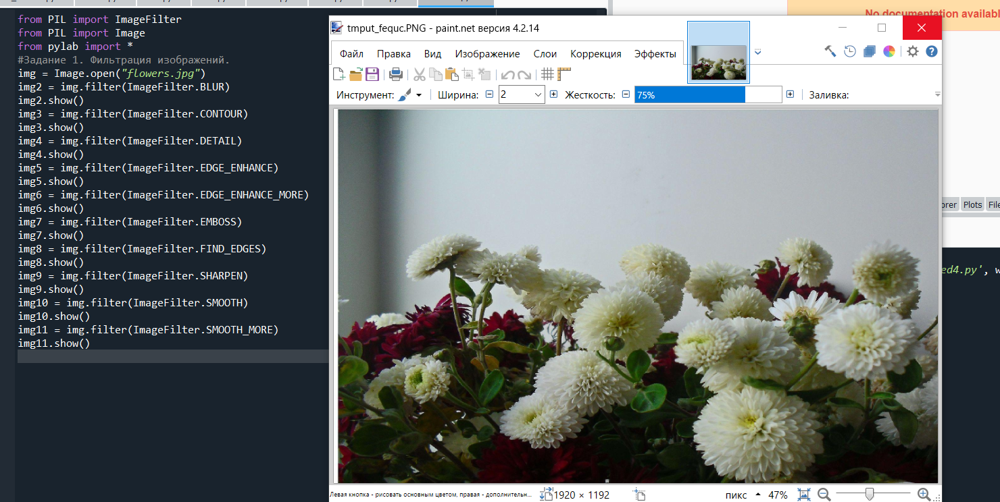 from PIL import ImageFilter
from PIL import Image
from pylab import *
#Задание 1. Фильтрация изображений.
img = Image.open("flowers.jpg")
img2 = img.filter(ImageFilter.BLUR)
img2.show()
img3 = img.filter(ImageFilter.CONTOUR)
img3.show()
img4 = img.filter(ImageFilter.DETAIL)
img4.show()
img5 = img.filter(ImageFilter.EDGE_ENHANCE)
img5.show()
img6 = img.filter(ImageFilter.EDGE_ENHANCE_MORE)
img6.show()
img7 = img.filter(ImageFilter.EMBOSS)
img7.show()
img8 = img.filter(ImageFilter.FIND_EDGES)
img8.show()
img9 = img.filter(ImageFilter.SHARPEN)
img9.show()
img10 = img.filter(ImageFilter.SMOOTH)
img10.show()
img11 = img.filter(ImageFilter.SMOOTH_MORE)
img11.show()
No documentation availabl
tmput_fequc.PNG - paint.net версия 4.2.14
Файл Правка Вид Изображение Слои Коррекция Эффекты
Инструмент: Ширина: 2 Жесткость: 75% Заливка:
orer Plots File
ed4.py', w
Левая кнопка - рисовать основным цветом, правая - дополнительн... 1920 × 1192 пикс 47%